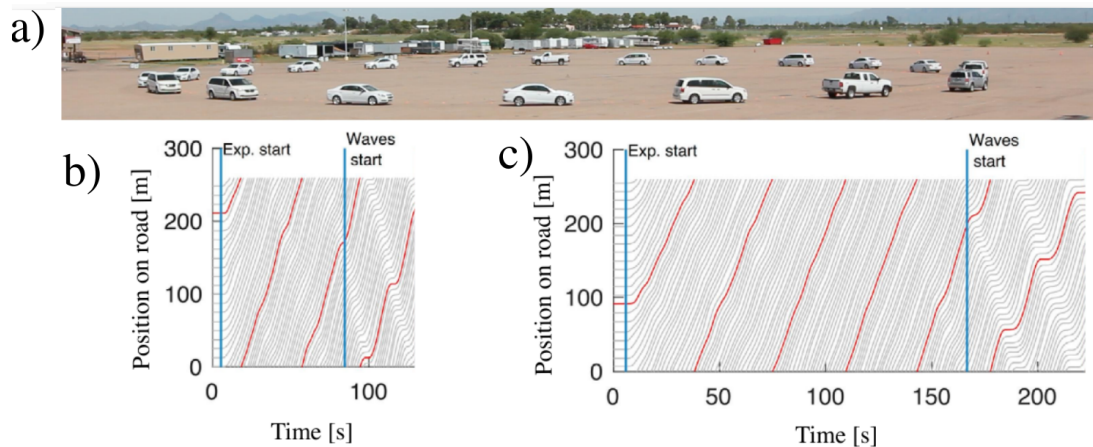 a)
b)
300
200
100
0
Position on road [m]
Exp. start
Waves
start
0
100
Time [s]
c)
300
200
100
0
Position on road [m]
Exp. start
Waves
start
0
50
100
150
200
Time [s]